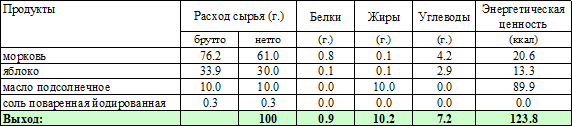 Продукты Расход сырья (г.) Белки Жиры Углеводы Энергетическая ценность
брутто нетто (г.) (г.) (г.) (ккал)
морковь 76.2 61.0 0.8 0.1 4.2 20.6
яблоко 33.9 30.0 0.1 0.1 2.9 13.3
масло подсолнечное 10.0 10.0 0.0 10.0 0.0 89.9
соль поваренная йодированная 0.3 0.3 0.0 0.0 0.0 0.0
Выход: 100 0.9 10.2 7.2 123.8